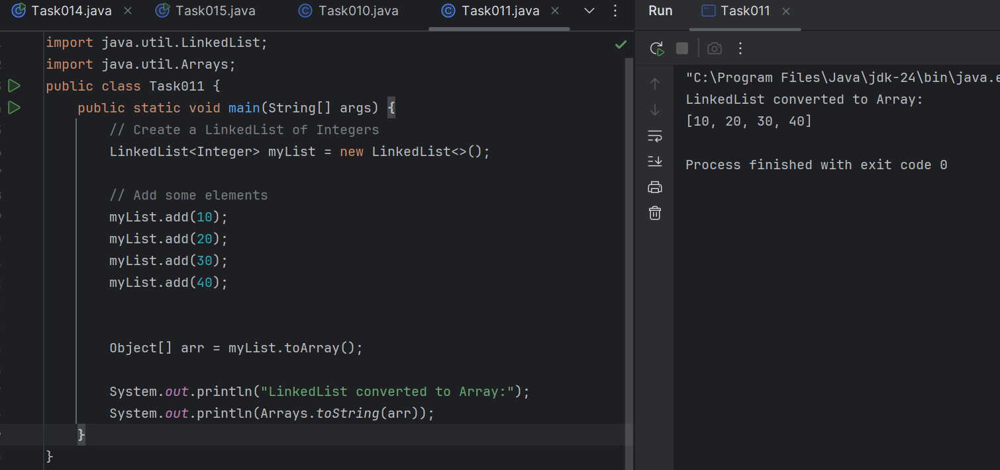 Task014.java
Task015.java
Task010.java
Task011.java
Run
Task011
import java.util.LinkedList;
import java.util.Arrays;
public class Task011 {
    public static void main(String[] args) {
        // Create a LinkedList of Integers
        LinkedList<Integer> myList = new LinkedList<>();
        // Add some elements
        myList.add(10);
        myList.add(20);
        myList.add(30);
        myList.add(40);
        Object[] arr = myList.toArray();
        System.out.println("LinkedList converted to Array:");
        System.out.println(Arrays.toString(arr));
    }
}
"C:\Program Files\Java\jdk-24\bin\java.e
LinkedList converted to Array:
[10, 20, 30, 40]
Process finished with exit code 0